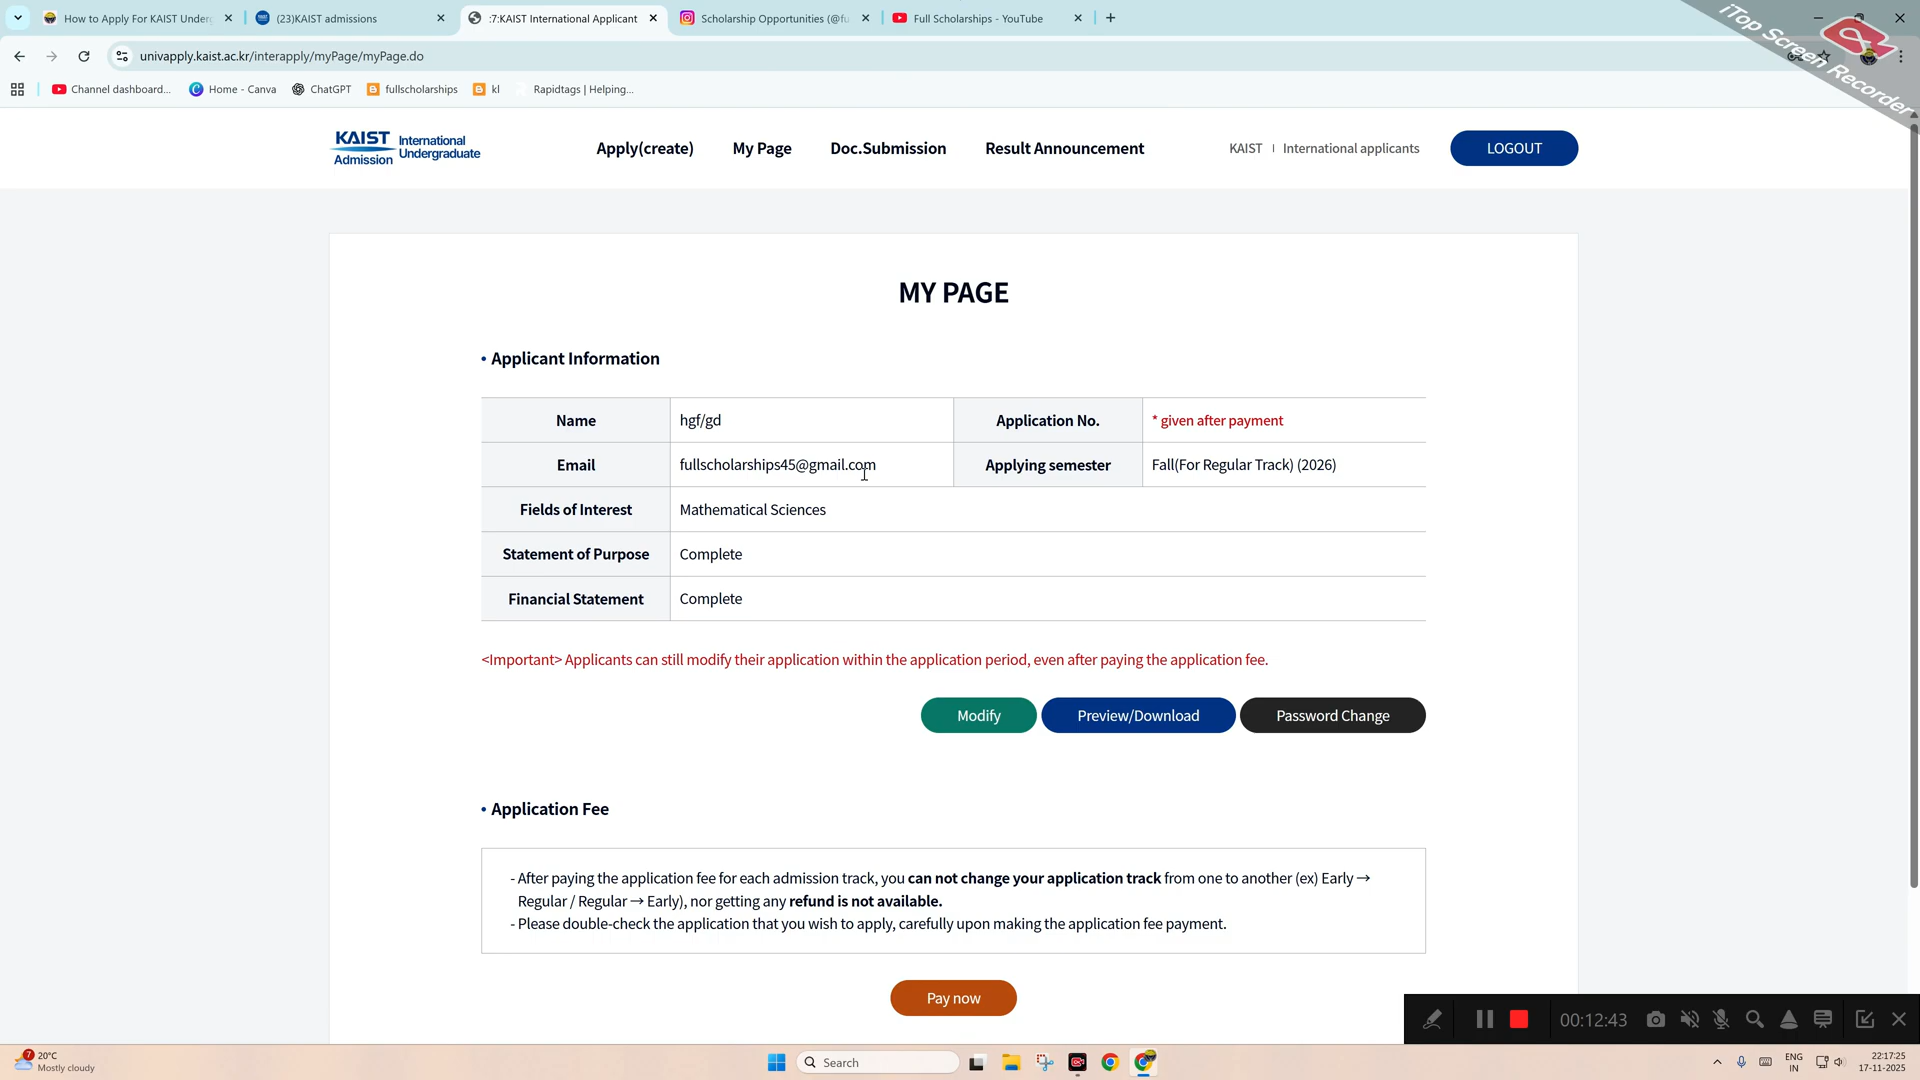 How to Apply For KAIST Underg
(23)KAIST admissions
:7:KAIST International Applicant
Scholarship Opportunities (@fu
Full Scholarships - YouTube
iTop Screen Recorder
univapply.kaist.ac.kr/interapply/myPage/myPage.do
Channel dashboard...
Home - Canva
ChatGPT
fullscholarships
kl
Rapidtags | Helping...
KAIST International
Admission Undergraduate
Apply(create)
My Page
Doc.Submission
Result Announcement
KAIST
International applicants
LOGOUT
MY PAGE
• Applicant Information
Name
hgf/gd
Application No.
* given after payment
Email
fullscholarships45@gmail.com
Applying semester
Fall(For Regular Track) (2026)
Fields of Interest
Mathematical Sciences
Statement of Purpose
Complete
Financial Statement
Complete
<Important> Applicants can still modify their application within the application period, even after paying the application fee.
Modify
Preview/Download
Password Change
• Application Fee
- After paying the application fee for each admission track, you can not change your application track from one to another (ex) Early →
Regular / Regular → Early), nor getting any refund is not available.
- Please double-check the application that you wish to apply, carefully upon making the application fee payment.
Pay now
00:12:43
7
20°C
Mostly cloudy
Search
ENG
IN
22:17:25
17-11-2025